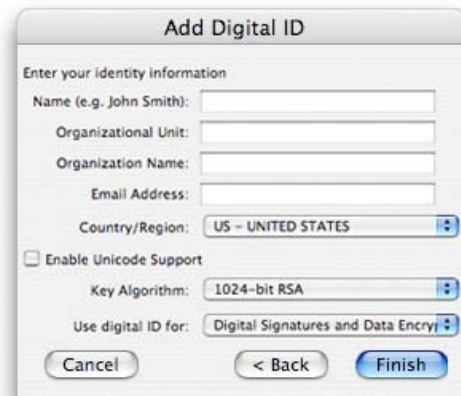 Add Digital ID
Enter your identity information
Name (e.g. John Smith):
Organizational Unit:
Organization Name:
Email Address:
Country/Region: US - UNITED STATES
Enable Unicode Support
Key Algorithm: 1024-bit RSA
Use digital ID for: Digital Signatures and Data Encry
Cancel < Back Finish